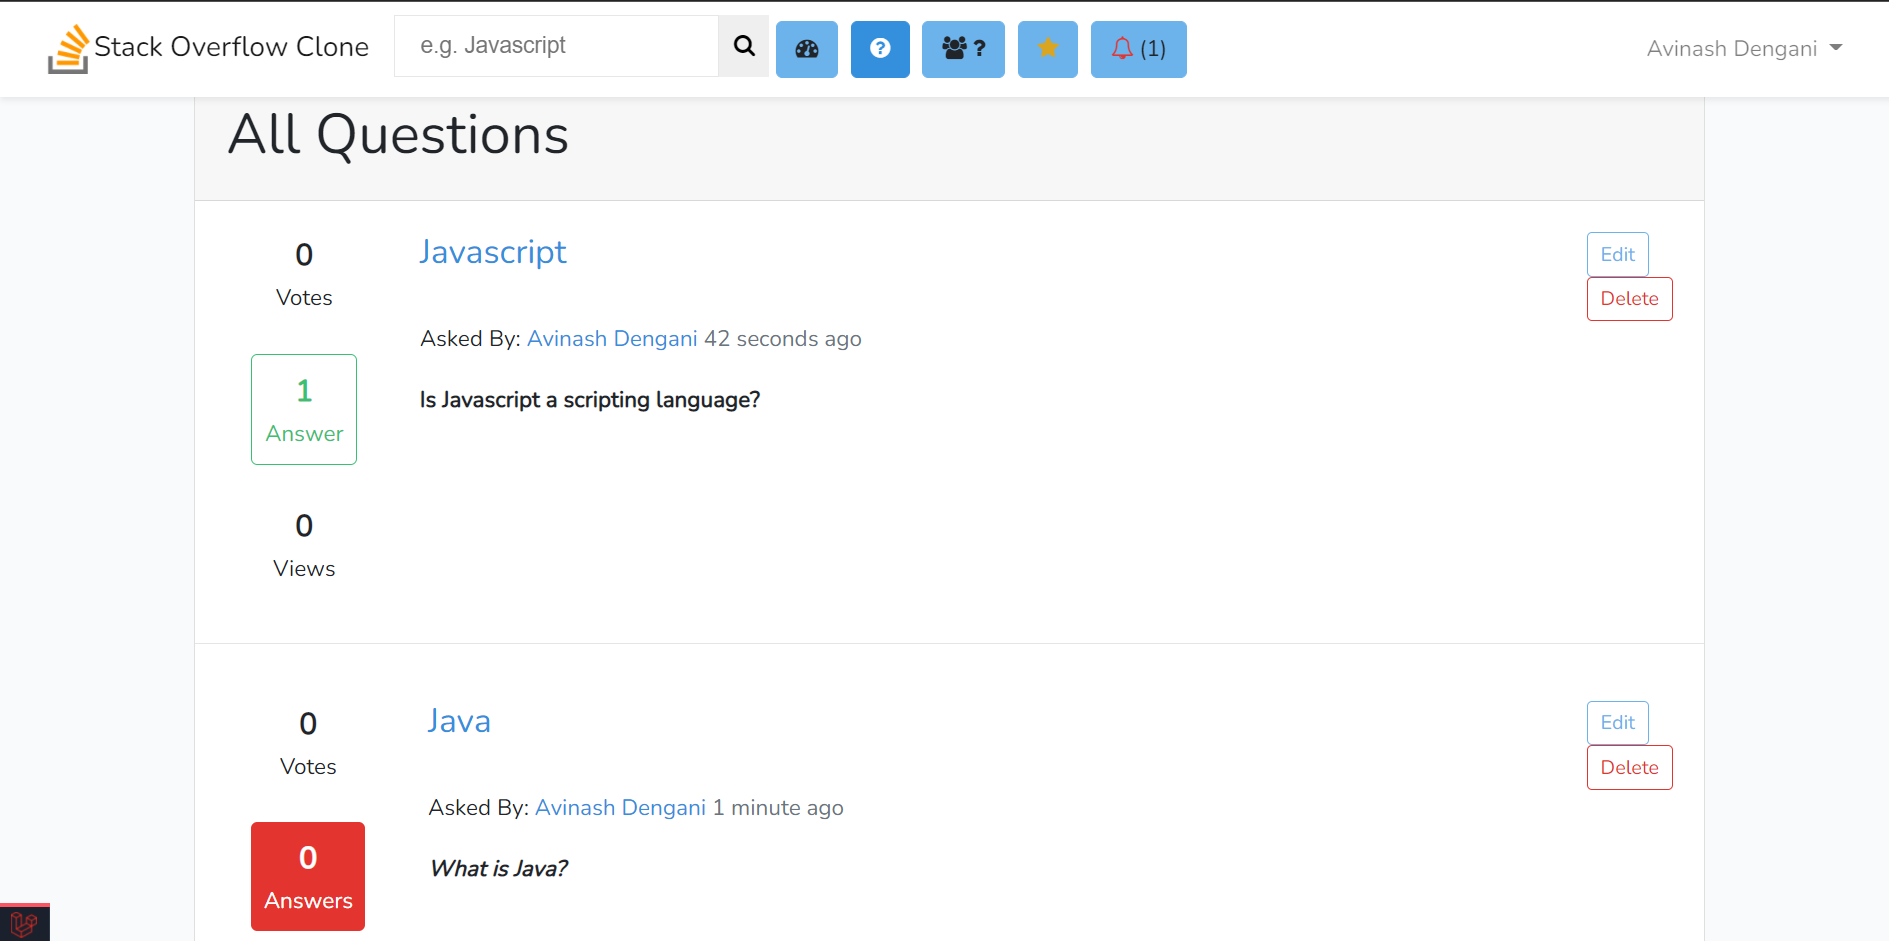 Stack Overflow Clone
e.g. Javascript
?
?
(1)
Avinash Dengani
All Questions
0
Votes
Javascript
Edit
Delete
Asked By: Avinash Dengani 42 seconds ago
1
Answer
Is Javascript a scripting language?
0
Views
0
Votes
Java
Edit
Delete
Asked By: Avinash Dengani 1 minute ago
0
Answers
What is Java?